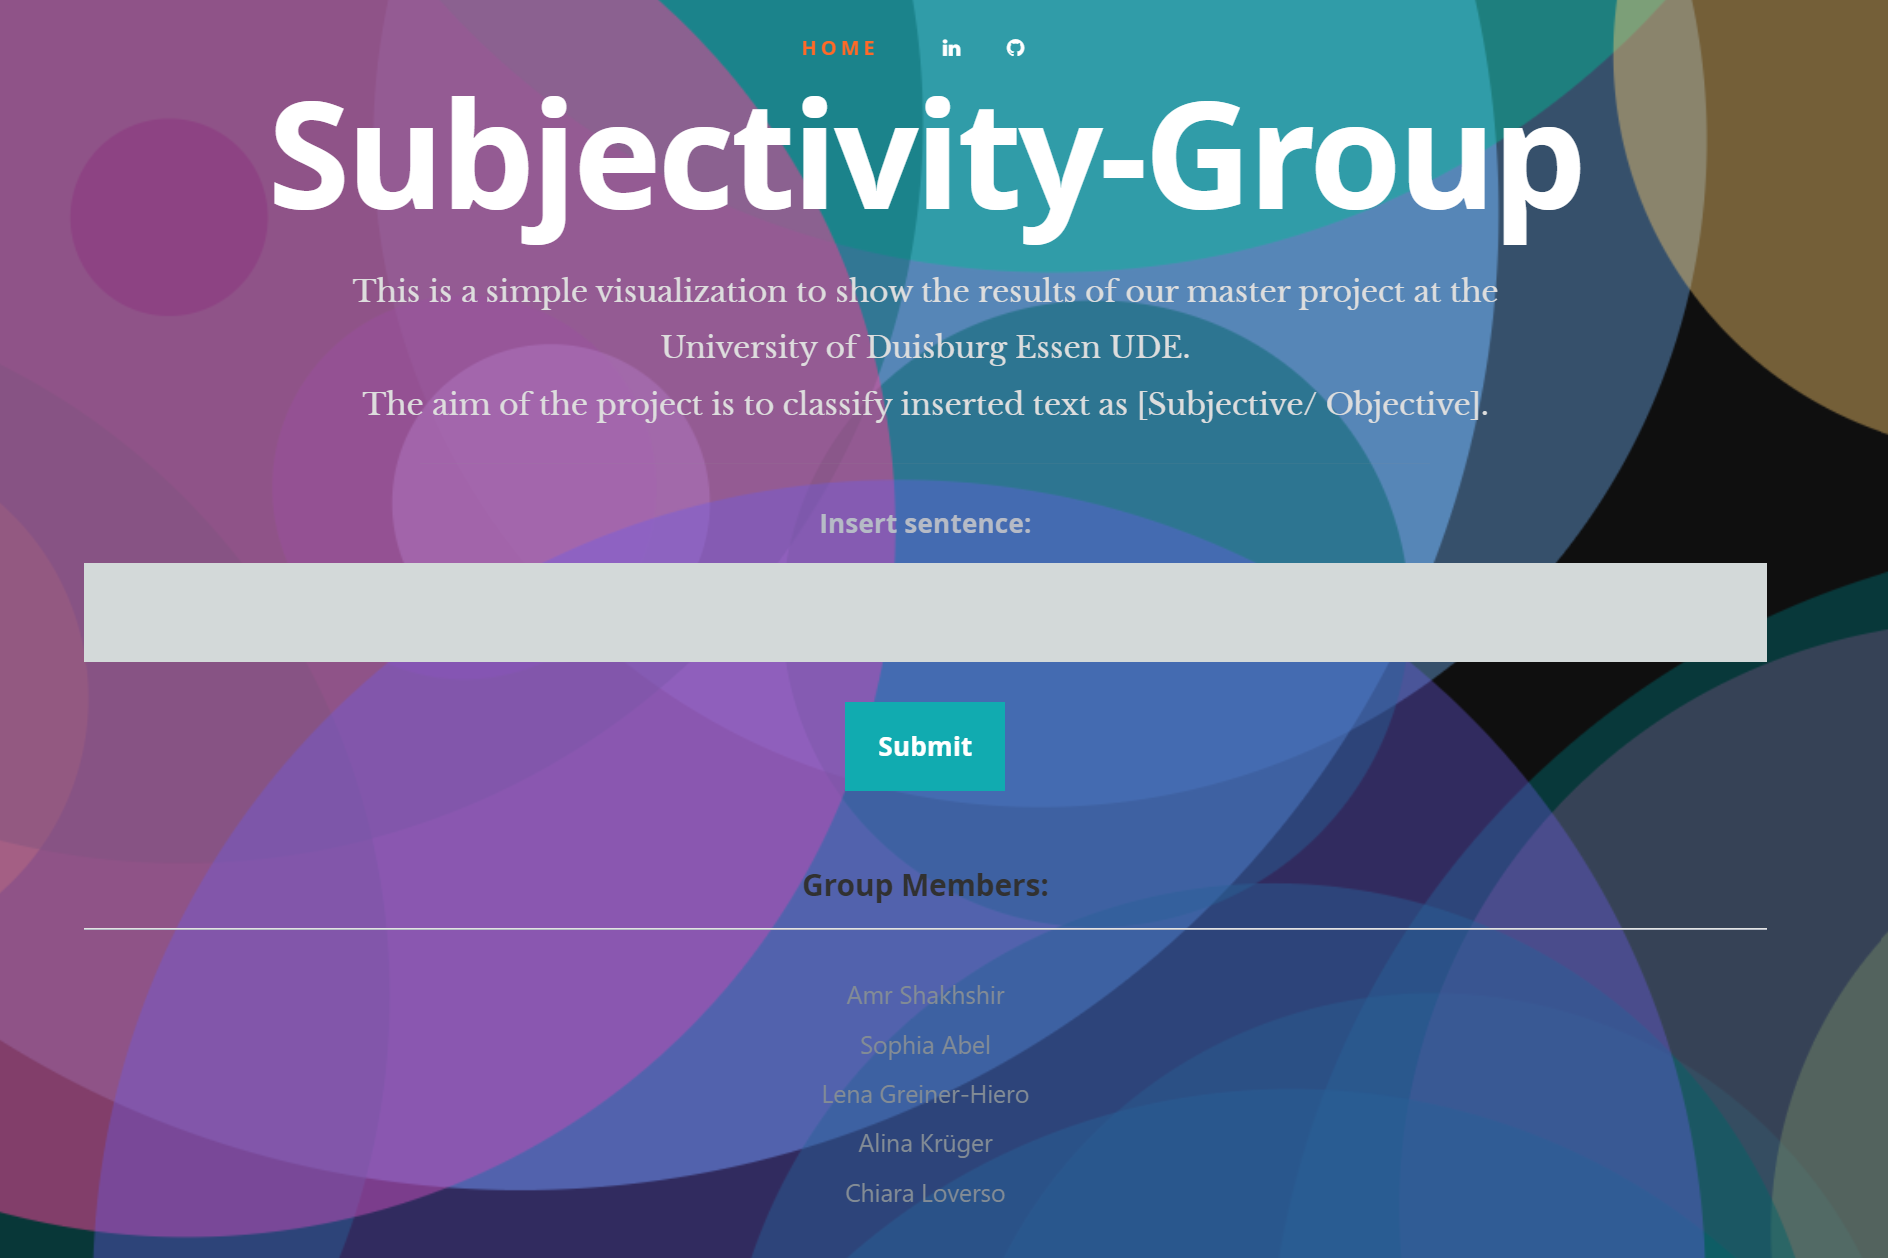 HOME
Subjectivity-Group
This is a simple visualization to show the results of our master project at the
University of Duisburg Essen UDE.
The aim of the project is to classify inserted text as [Subjective/ Objective].
Insert sentence:
Submit
Group Members:
Amr Shakhshir
Sophia Abel
Lena Greiner-Hiero
Alina Krüger
Chiara Loverso